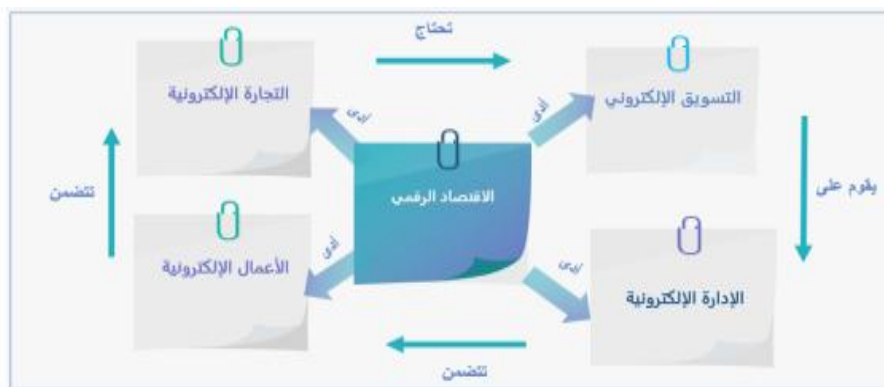 تحتاج
التسويق الإلكتروني
التجارة الإلكترونية
أدى
أدى
يقوم على
الاقتصاد الرقمي
تتضمن
أدى
أدى
الأعمال الإلكترونية
الإدارة الإلكترونية
تتضمن